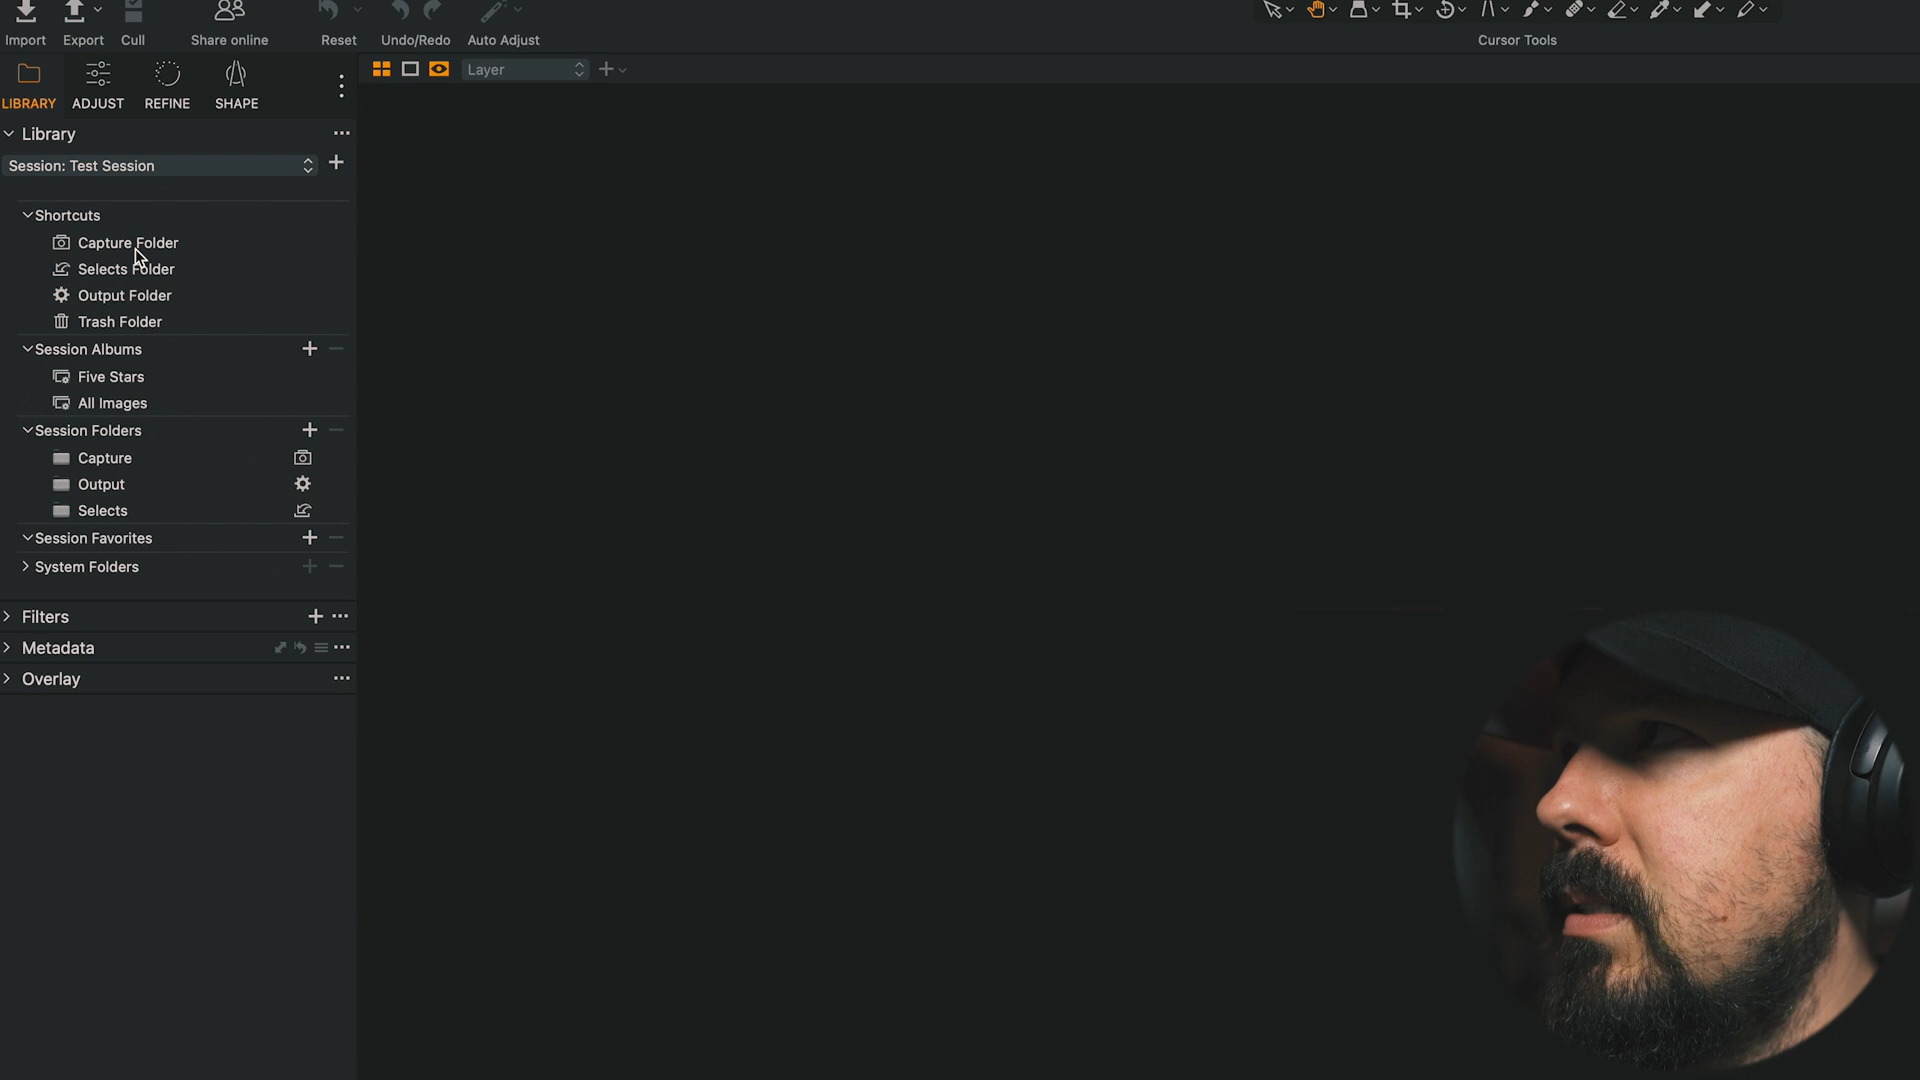 Import
Export
Cull
Share online
Reset
Undo/Redo
Auto Adjust
Cursor Tools
LIBRARY
ADJUST
REFINE
SHAPE
Layer
Library
Session: Test Session
Shortcuts
Capture Folder
Selects Folder
Output Folder
Trash Folder
Session Albums
Five Stars
All Images
Session Folders
Capture
Output
Selects
Session Favorites
System Folders
Filters
Metadata
Overlay